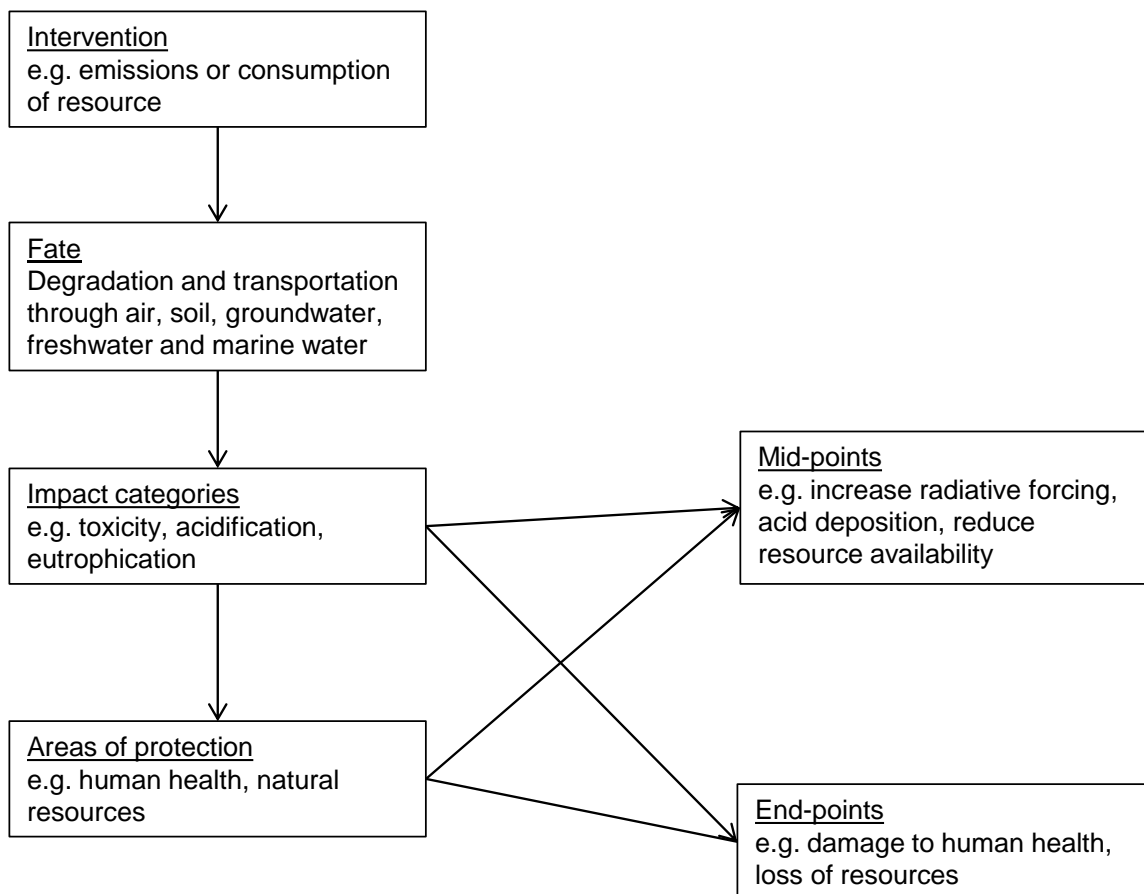 Intervention
e.g. emissions or consumption
of resource
Fate
Degradation and transportation
through air, soil, groundwater,
freshwater and marine water
Impact categories
e.g. toxicity, acidification,
eutrophication
Areas of protection
e.g. human health, natural
resources
Mid-points
e.g. increase radiative forcing,
acid deposition, reduce
resource availability
End-points
e.g. damage to human health,
loss of resources